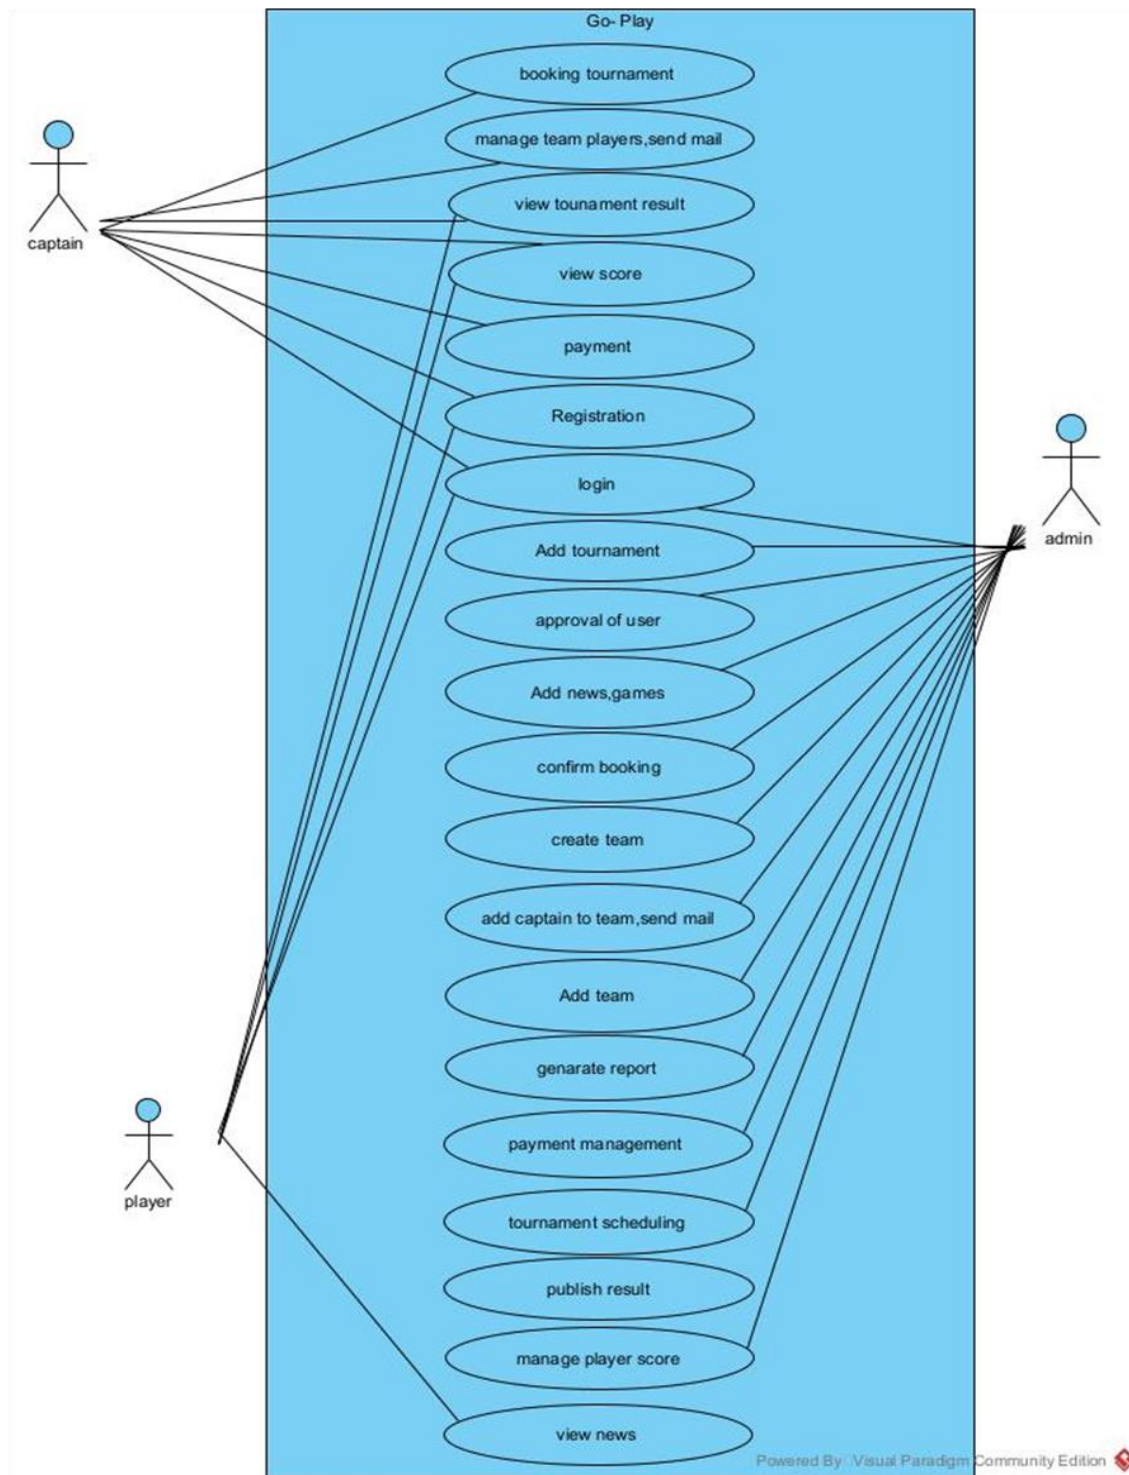 Go- Play
booking tournament
manage team players,send mail
captain
view tounament result
view score
payment
Registration
login
admin
Add tournament
approval of user
Add news,games
confirm booking
create team
add captain to team,send mail
Add team
genarate report
payment management
player
tournament scheduling
publish result
manage player score
view news
Powered By Visual Paradigm Community Edition